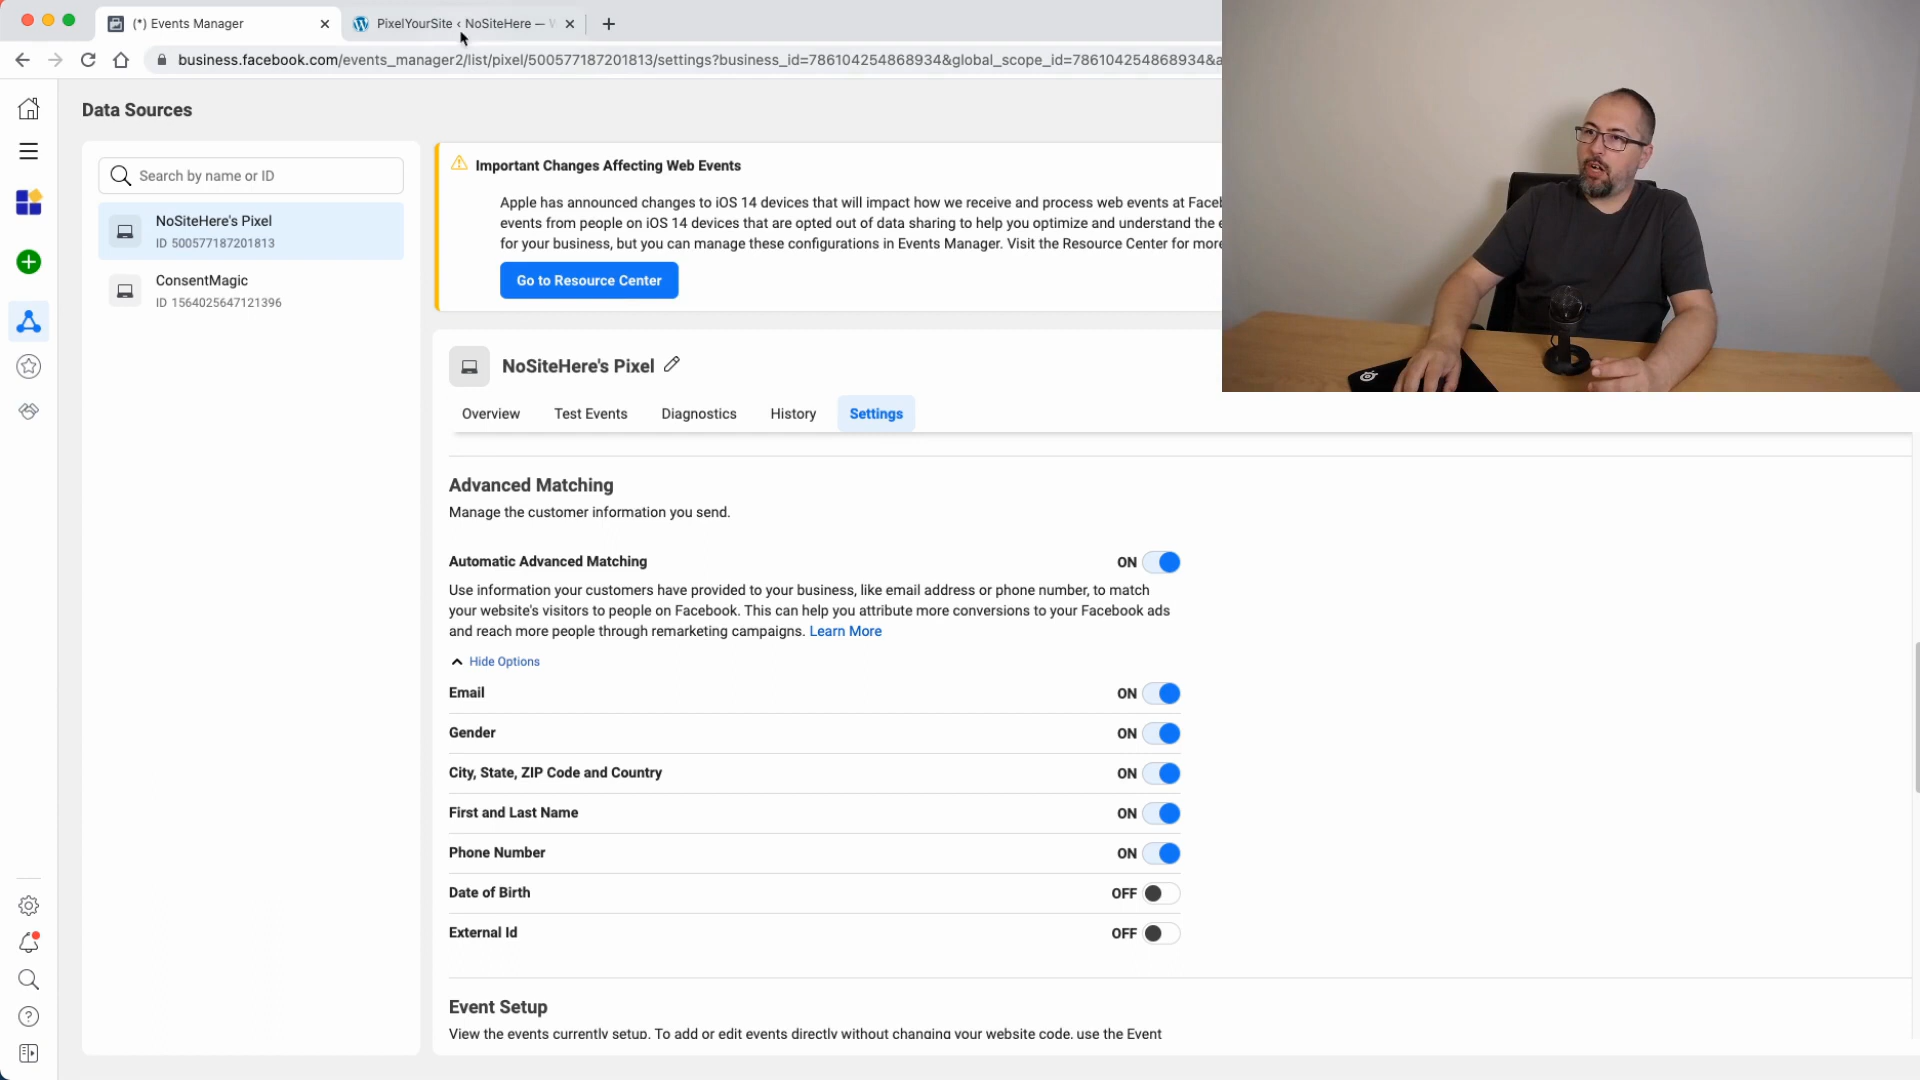 (*) Events Manager
PixelYourSite ‹ NoSiteHere —
business.facebook.com/events_manager2/list/pixel/500577187201813/settings?business_id=786104254868934&global_scope_id=786104254868934&a
Data Sources
Search by name or ID
NoSiteHere's Pixel
ID 500577187201813
ConsentMagic
ID 1564025647121396
Important Changes Affecting Web Events
Apple has announced changes to iOS 14 devices that will impact how we receive and process web events at
events from people on iOS 14 devices that are opted out of data sharing to help you optimize and understand the
for your business, but you can manage these configurations in Events Manager. Visit the Resource Center for more
Go to Resource Center
NoSiteHere's Pixel
Overview
Test Events
Diagnostics
History
Settings
Advanced Matching
Manage the customer information you send.
Automatic Advanced Matching
ON
Use information your customers have provided to your business, like email address or phone number, to match
your website's visitors to people on Facebook. This can help you attribute more conversions to your Facebook ads
and reach more people through remarketing campaigns. Learn More
Hide Options
Email
ON
Gender
ON
City, State, ZIP Code and Country
ON
First and Last Name
ON
Phone Number
ON
Date of Birth
OFF
External Id
OFF
Event Setup
View the events currently setup. To add or edit events directly without changing your website code, use the Event